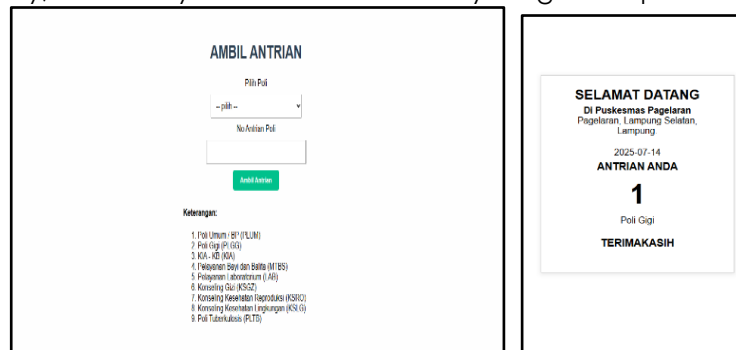 AMBIL ANTRIAN
Pilih Poli
-- pilih --
No Antrian Poli
Ambil Antrian
Keterangan:
1. Poli Umum / BP (PLUM)
2. Poli Gigi (PLGG)
3. KIA - KB (KIA)
4. Pelayanan Bayi dan Balita (MTBS)
5. Pelayanan Laboratorium (LAB)
6. Konseling Gizi (KSGZ)
7. Konseling Kesehatan Reproduksi (KSRO)
8. Konseling Kesehatan Lingkungan (KSLG)
9. Poli Tuberkulosis (PLTB)
SELAMAT DATANG
Di Puskesmas Pagelaran
Pagelaran, Lampung Selatan,
Lampung
2025-07-14
ANTRIAN ANDA
1
Poli Gigi
TERIMAKASIH